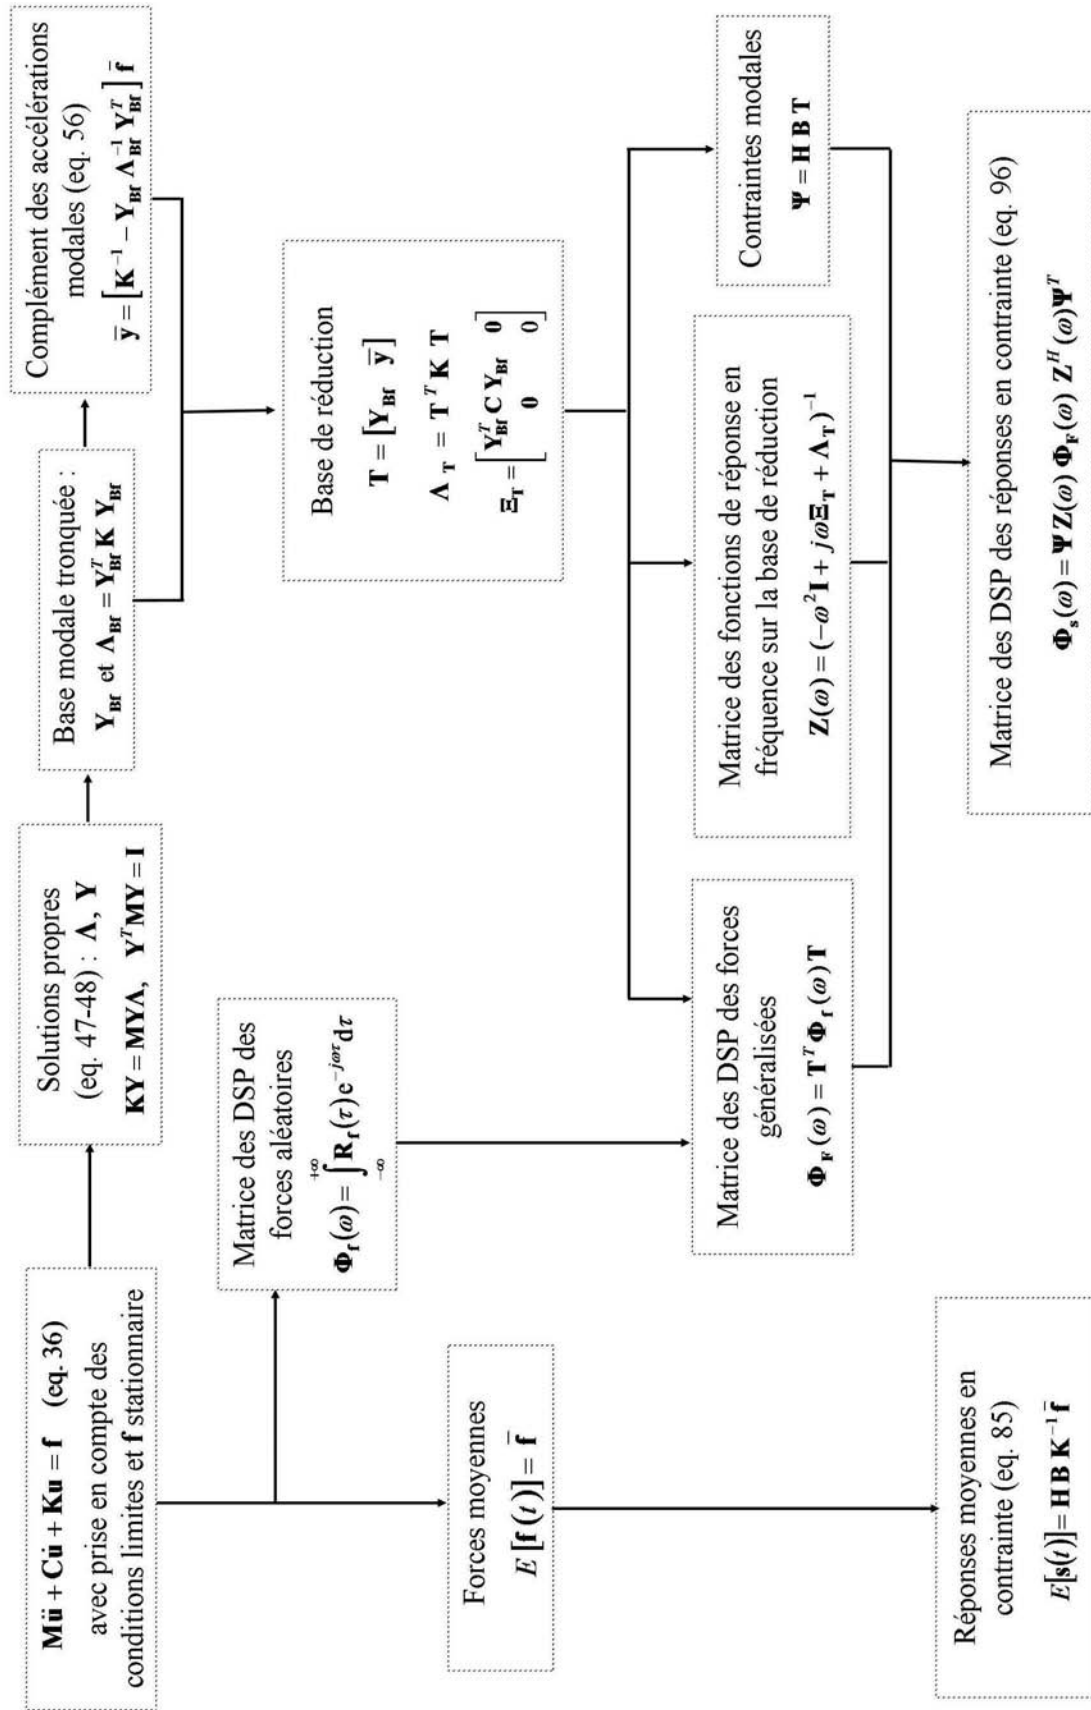 Mü + Cu̇ + Ku = f (eq. 36)
avec prise en compte des
conditions limites et f stationnaire
Solutions propres
(eq. 47-48) : Λ, Y
KY = MYΛ, YᵀMY = I
Base modale tronquée :
Y_Bf et Λ_Bf = Y_Bfᵀ K Y_Bf
Complément des accélérations
modales (eq. 56)
ȳ = [K⁻¹ − Y_Bf Λ_Bf⁻¹ Y_Bfᵀ] f̄
Matrice des DSP des
forces aléatoires
Φ_f(ω) = ∫_{−∞}^{+∞} R_f(τ) e^{−jωτ} dτ
Base de réduction
T = [Y_Bf ȳ]
Λ_T = Tᵀ K T
Ξ_T = [Y_Bfᵀ C Y_Bf 0
0 0]
Forces moyennes
E[f(t)] = f̄
Matrice des DSP des forces
généralisées
Φ_F(ω) = Tᵀ Φ_f(ω) T
Matrice des fonctions de réponse en
fréquence sur la base de réduction
Z(ω) = (−ω²I + jωΞ_T + Λ_T)⁻¹
Contraintes modales
Ψ = H B T
Réponses moyennes en
contrainte (eq. 85)
E[s(t)] = H B K⁻¹ f̄
Matrice des DSP des réponses en contrainte (eq. 96)
Φ_s(ω) = Ψ Z(ω) Φ_F(ω) Zᴴ(ω) Ψᵀ